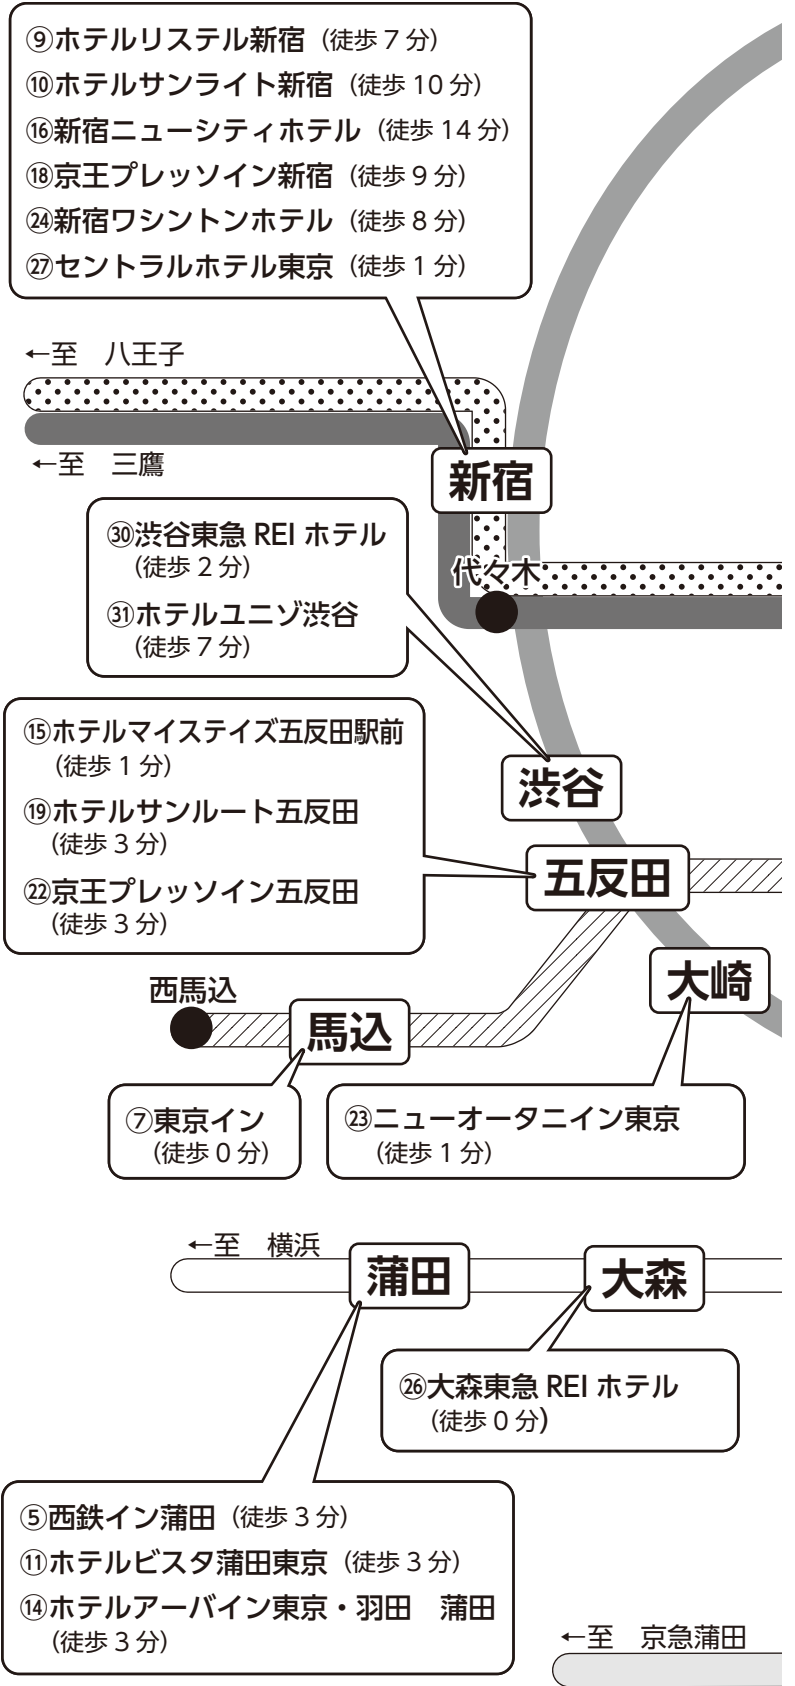 ⑨ホテルリステル新宿（徒歩 7 分）
⑩ホテルサンライト新宿（徒歩 10 分）
⑯新宿ニューシティホテル（徒歩 14 分）
⑱京王プレッソイン新宿（徒歩 9 分）
㉔新宿ワシントンホテル（徒歩 8 分）
㉗セントラルホテル東京（徒歩 1 分）
←至　八王子
←至　三鷹
新宿
㉚渋谷東急 REI ホテル
（徒歩 2 分）
㉛ホテルユニゾ渋谷
（徒歩 7 分）
代々木
⑮ホテルマイステイズ五反田駅前
（徒歩 1 分）
⑲ホテルサンルート五反田
（徒歩 3 分）
㉒京王プレッソイン五反田
（徒歩 3 分）
渋谷
五反田
大崎
西馬込
馬込
⑦東京イン
（徒歩 0 分）
㉓ニューオータニイン東京
（徒歩 1 分）
←至　横浜
蒲田
大森
㉖大森東急 REI ホテル
（徒歩 0 分）
⑤西鉄イン蒲田（徒歩 3 分）
⑪ホテルビスタ蒲田東京（徒歩 3 分）
⑭ホテルアーバイン東京・羽田　蒲田
（徒歩 3 分）
←至　京急蒲田